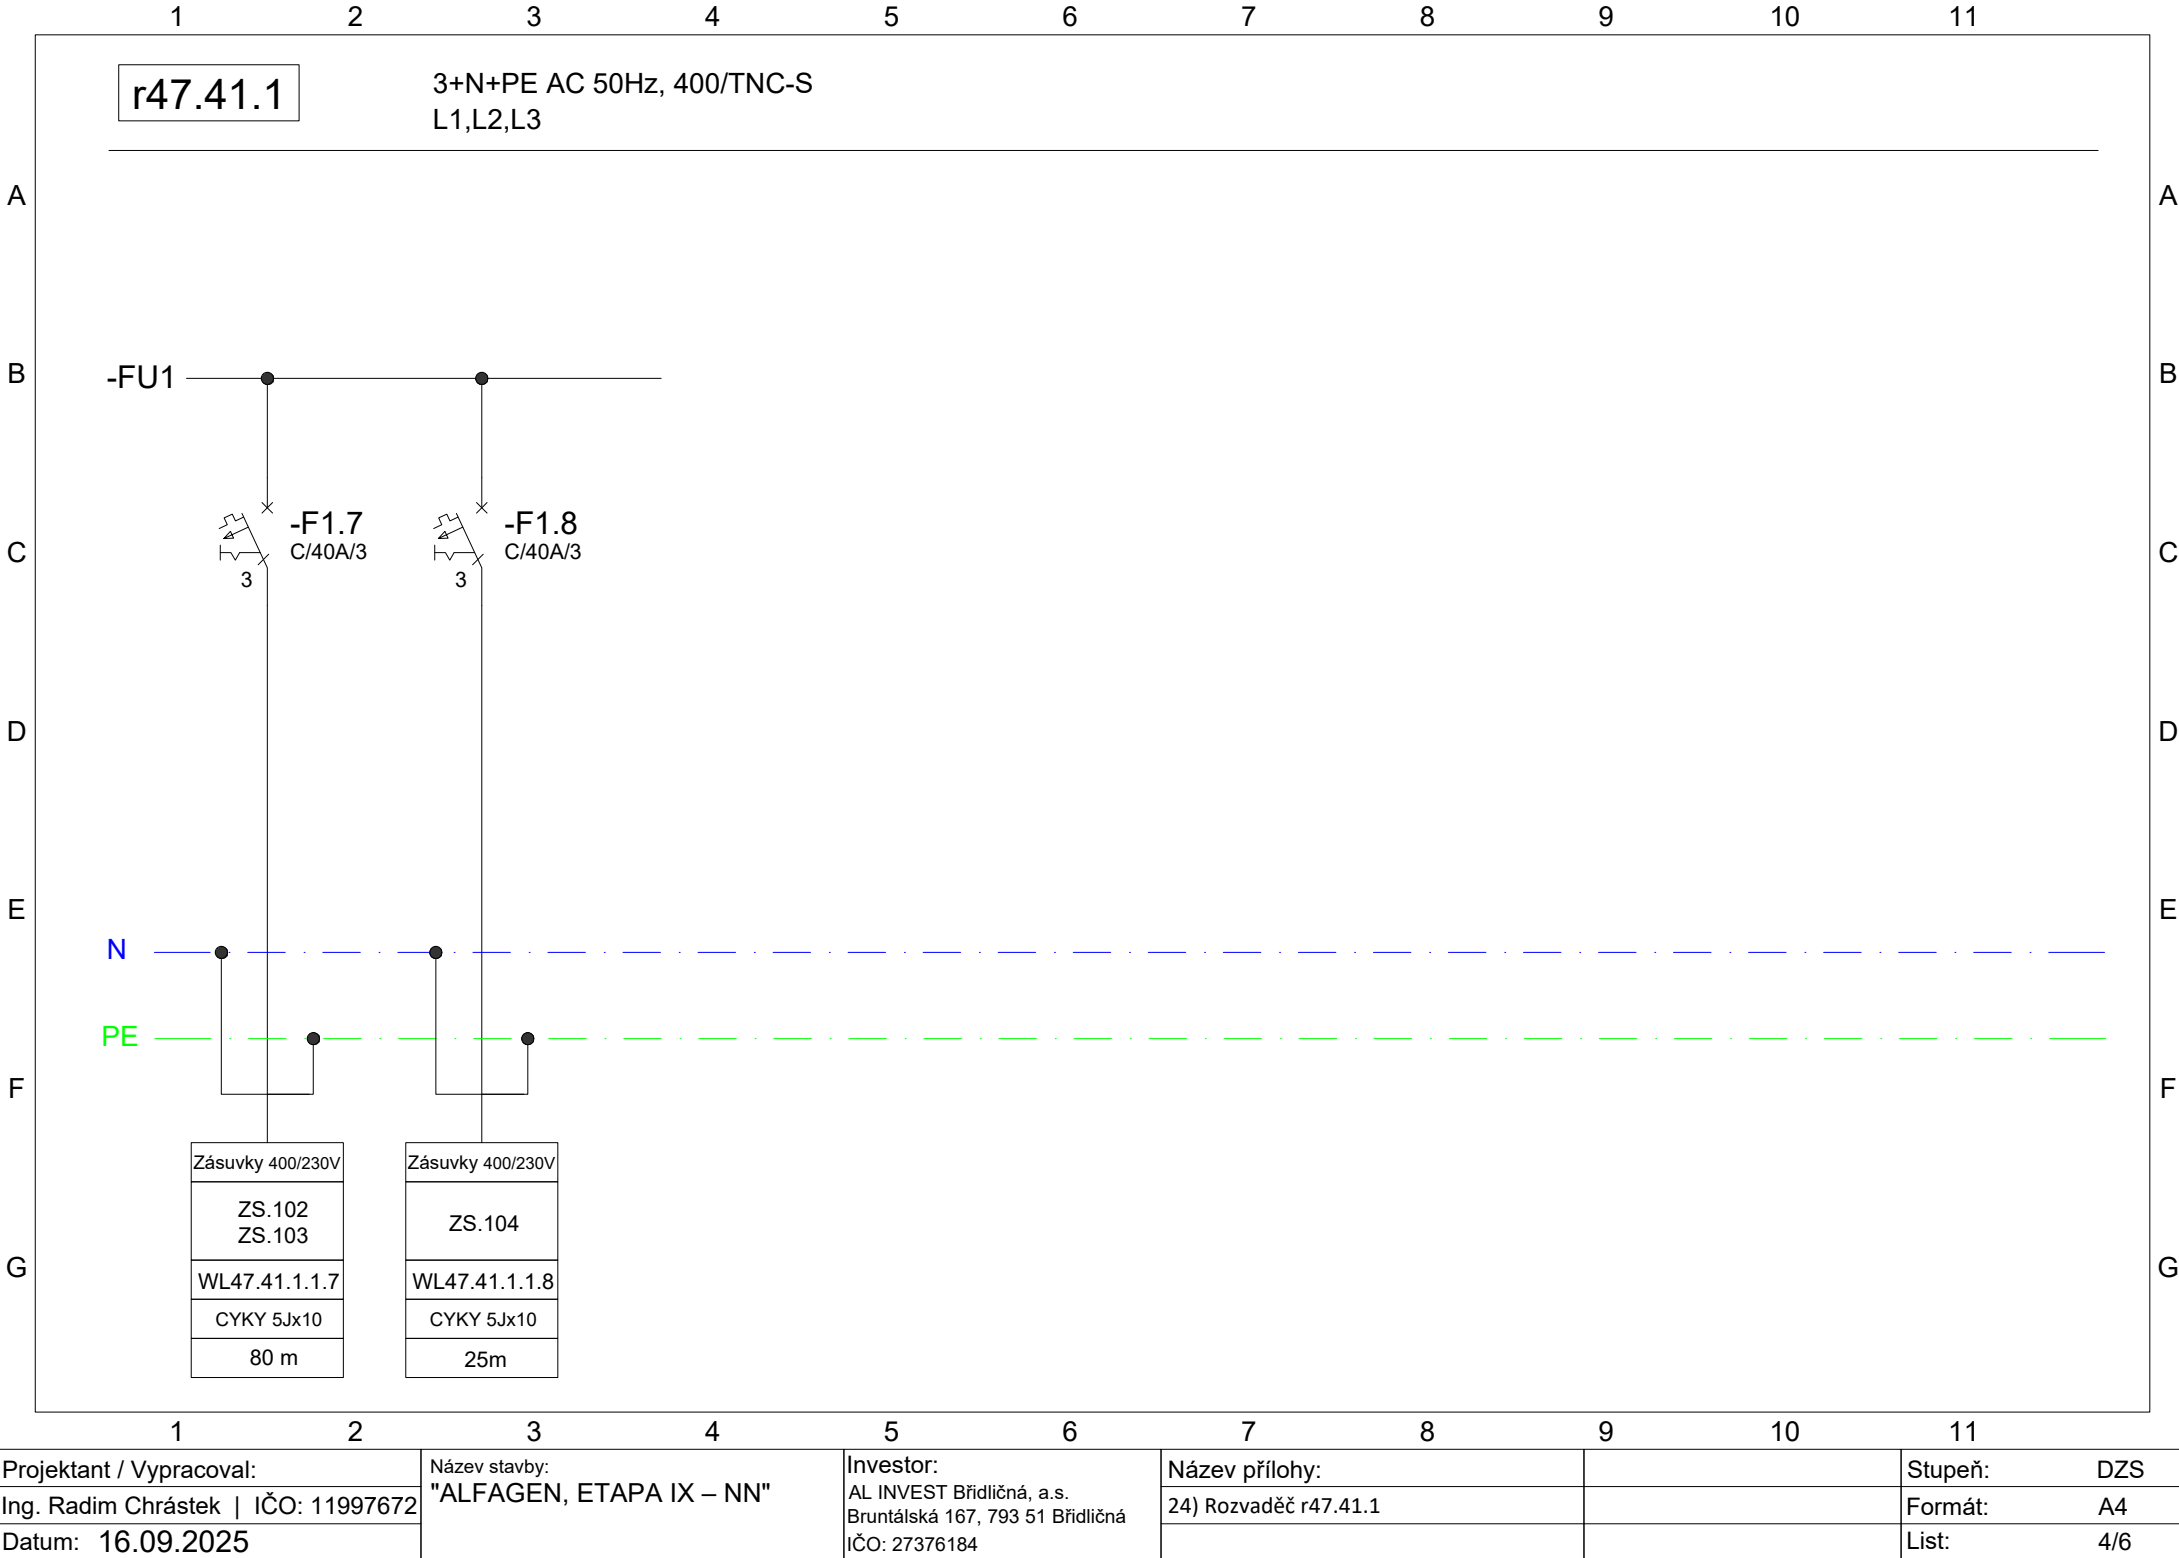 1 2 3 4 5 6 7 8 9 10 11
r47.41.1
3+N+PE AC 50Hz, 400/TNC-S
L1,L2,L3
A A
B B
-FU1
-F1.7
C/40A/3
3
-F1.8
C/40A/3
3
C C
D D
E E
N
PE
F F
Zásuvky 400/230V
ZS.102
ZS.103
WL47.41.1.1.7
CYKY 5Jx10
80 m
Zásuvky 400/230V
ZS.104
WL47.41.1.1.8
CYKY 5Jx10
25m
G G
1 2 3 4 5 6 7 8 9 10 11
Projektant / Vypracoval:
Ing. Radim Chrástek | IČO: 11997672
Datum: 16.09.2025
Název stavby:
"ALFAGEN, ETAPA IX – NN"
Investor:
AL INVEST Břidličná, a.s.
Bruntálská 167, 793 51 Břidličná
IČO: 27376184
Název přílohy:
24) Rozvaděč r47.41.1
Stupeň: DZS
Formát: A4
List: 4/6